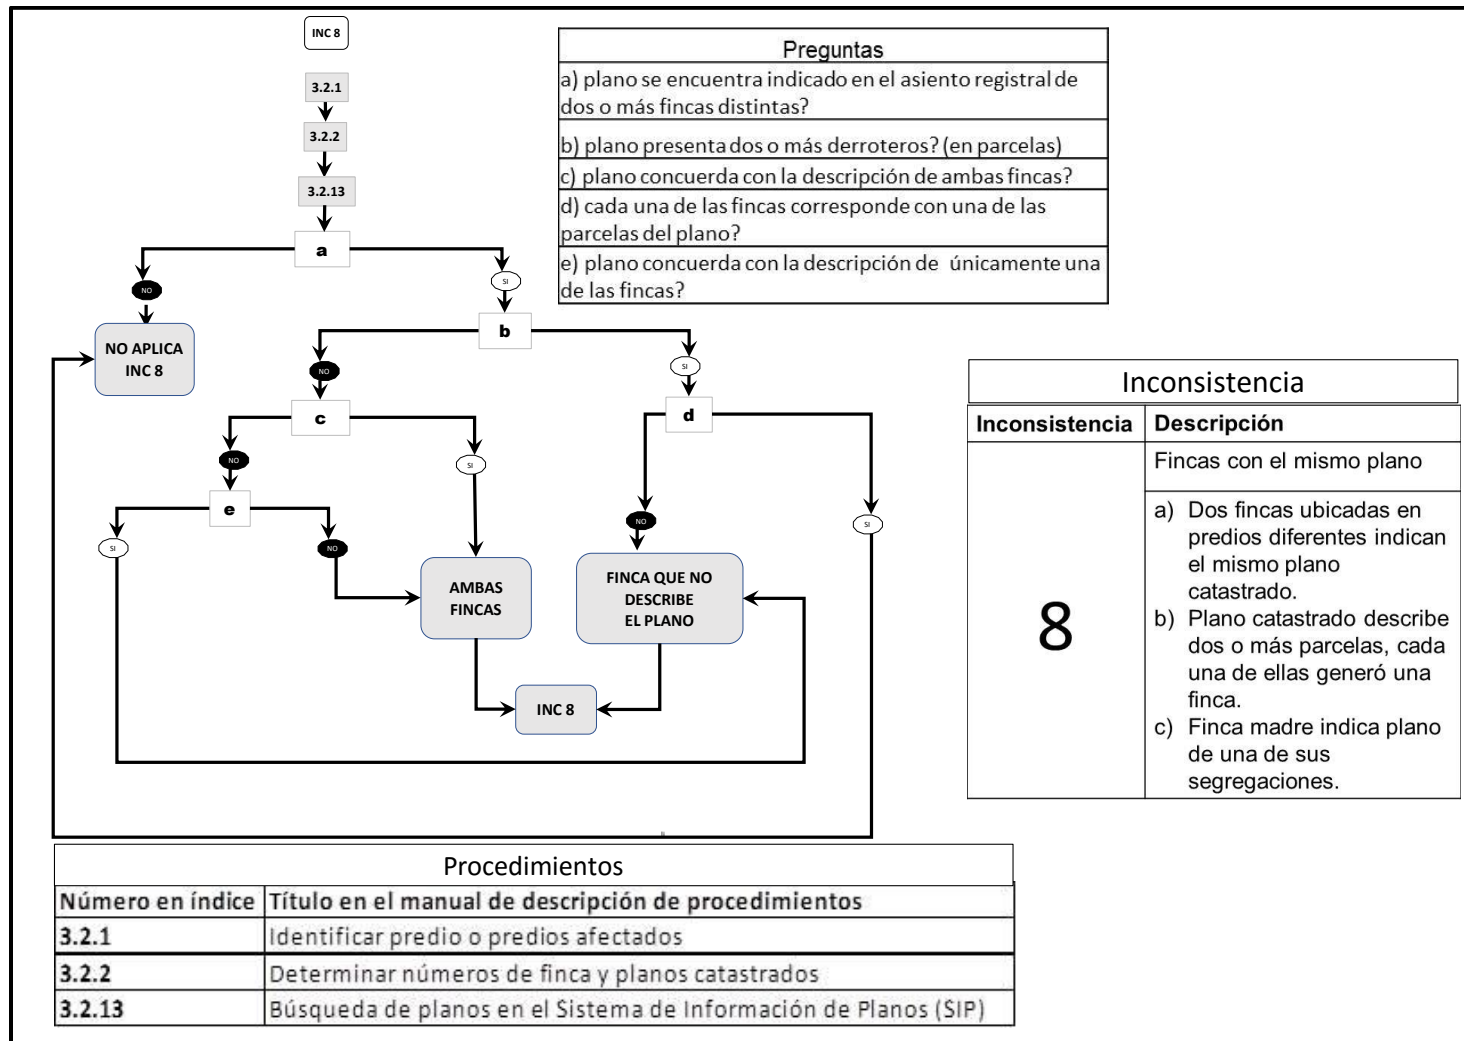 INC 8
3.2.1
3.2.2
3.2.13
a
NO
SI
NO APLICA
INC 8
b
NO
SI
c
d
NO
SI
NO
SI
e
SI
NO
AMBAS
FINCAS
FINCA QUE NO
DESCRIBE
EL PLANO
INC 8
Preguntas
a) plano se encuentra indicado en el asiento registral de
dos o más fincas distintas?
b) plano presenta dos o más derroteros? (en parcelas)
c) plano concuerda con la descripción de ambas fincas?
d) cada una de las fincas corresponde con una de las
parcelas del plano?
e) plano concuerda con la descripción de únicamente una
de las fincas?
Inconsistencia
Inconsistencia Descripción
8
Fincas con el mismo plano
a) Dos fincas ubicadas en
predios diferentes indican
el mismo plano
catastrado.
b) Plano catastrado describe
dos o más parcelas, cada
una de ellas generó una
finca.
c) Finca madre indica plano
de una de sus
segregaciones.
Procedimientos
Número en índice Título en el manual de descripción de procedimientos
3.2.1 Identificar predio o predios afectados
3.2.2 Determinar números de finca y planos catastrados
3.2.13 Búsqueda de planos en el Sistema de Información de Planos (SIP)